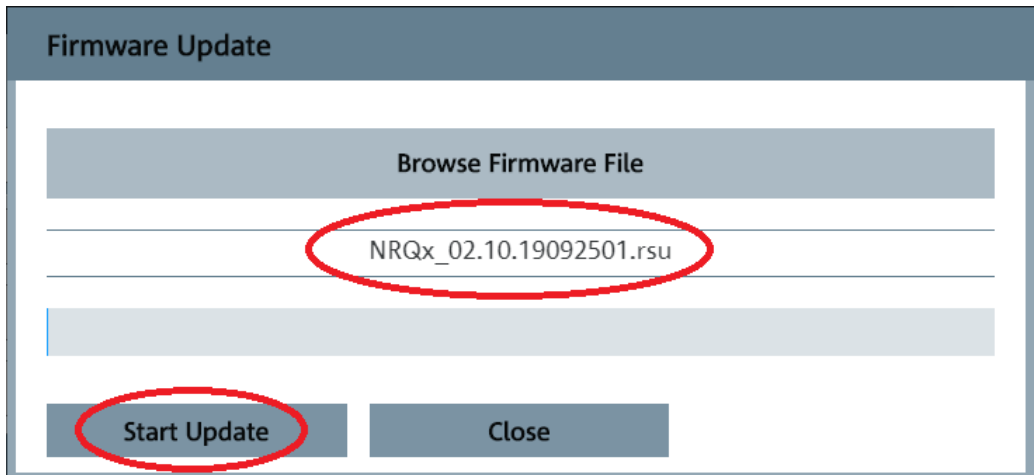 Firmware Update
Browse Firmware File
NRQx_02.10.19092501.rsu
Start Update
Close